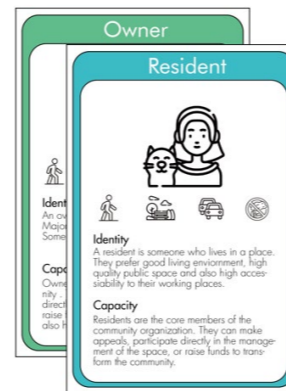 Owner
Resident
Identity
A resident is someone who lives in a place.
They prefer good living enviornment, high
quality public space and also high acces-
siability to their working places.
Capacity
Residents are the core members of the
community organization. They can make
appeals, participate directly in the manage-
ment of the space, or raise funds to trans-
form the community.
Ident
An ov
Major
Some
Capa
Owne
nity .
direct
raise
also h